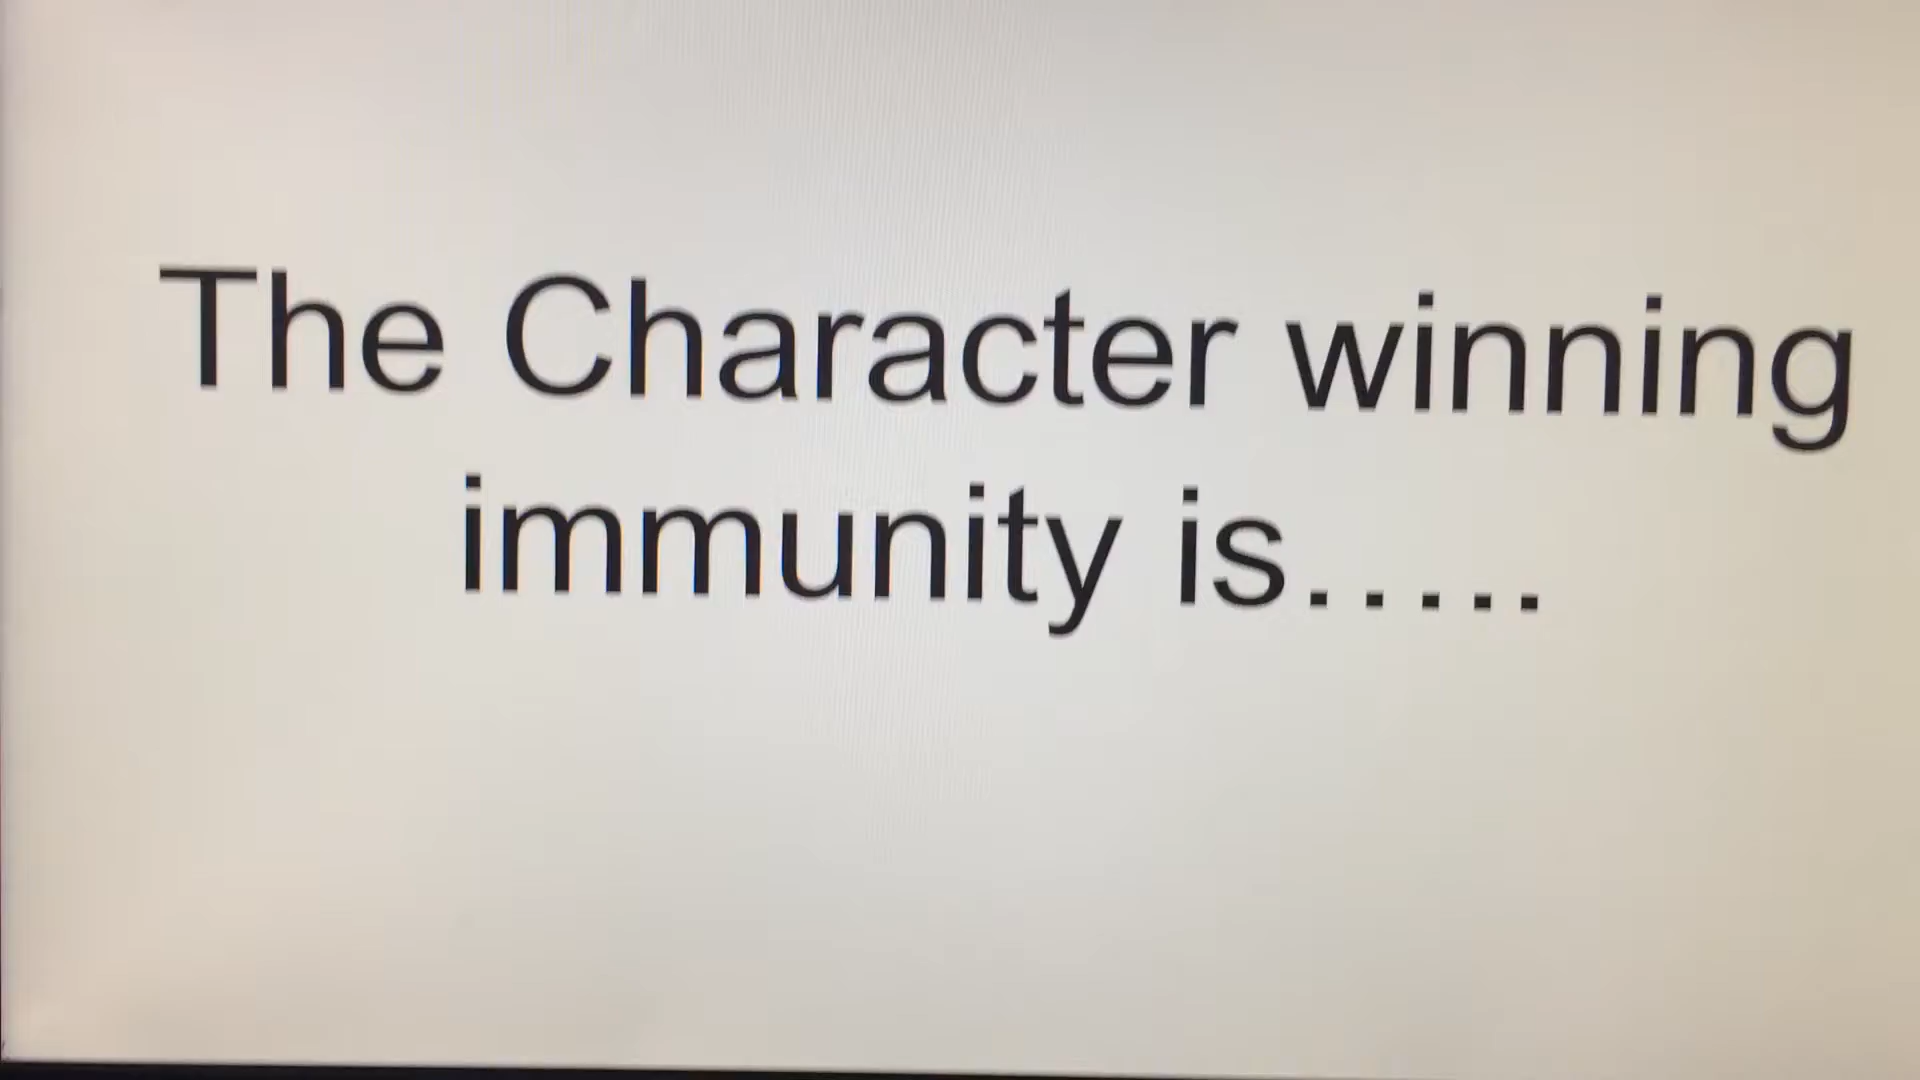 The Character winning
immunity is.....